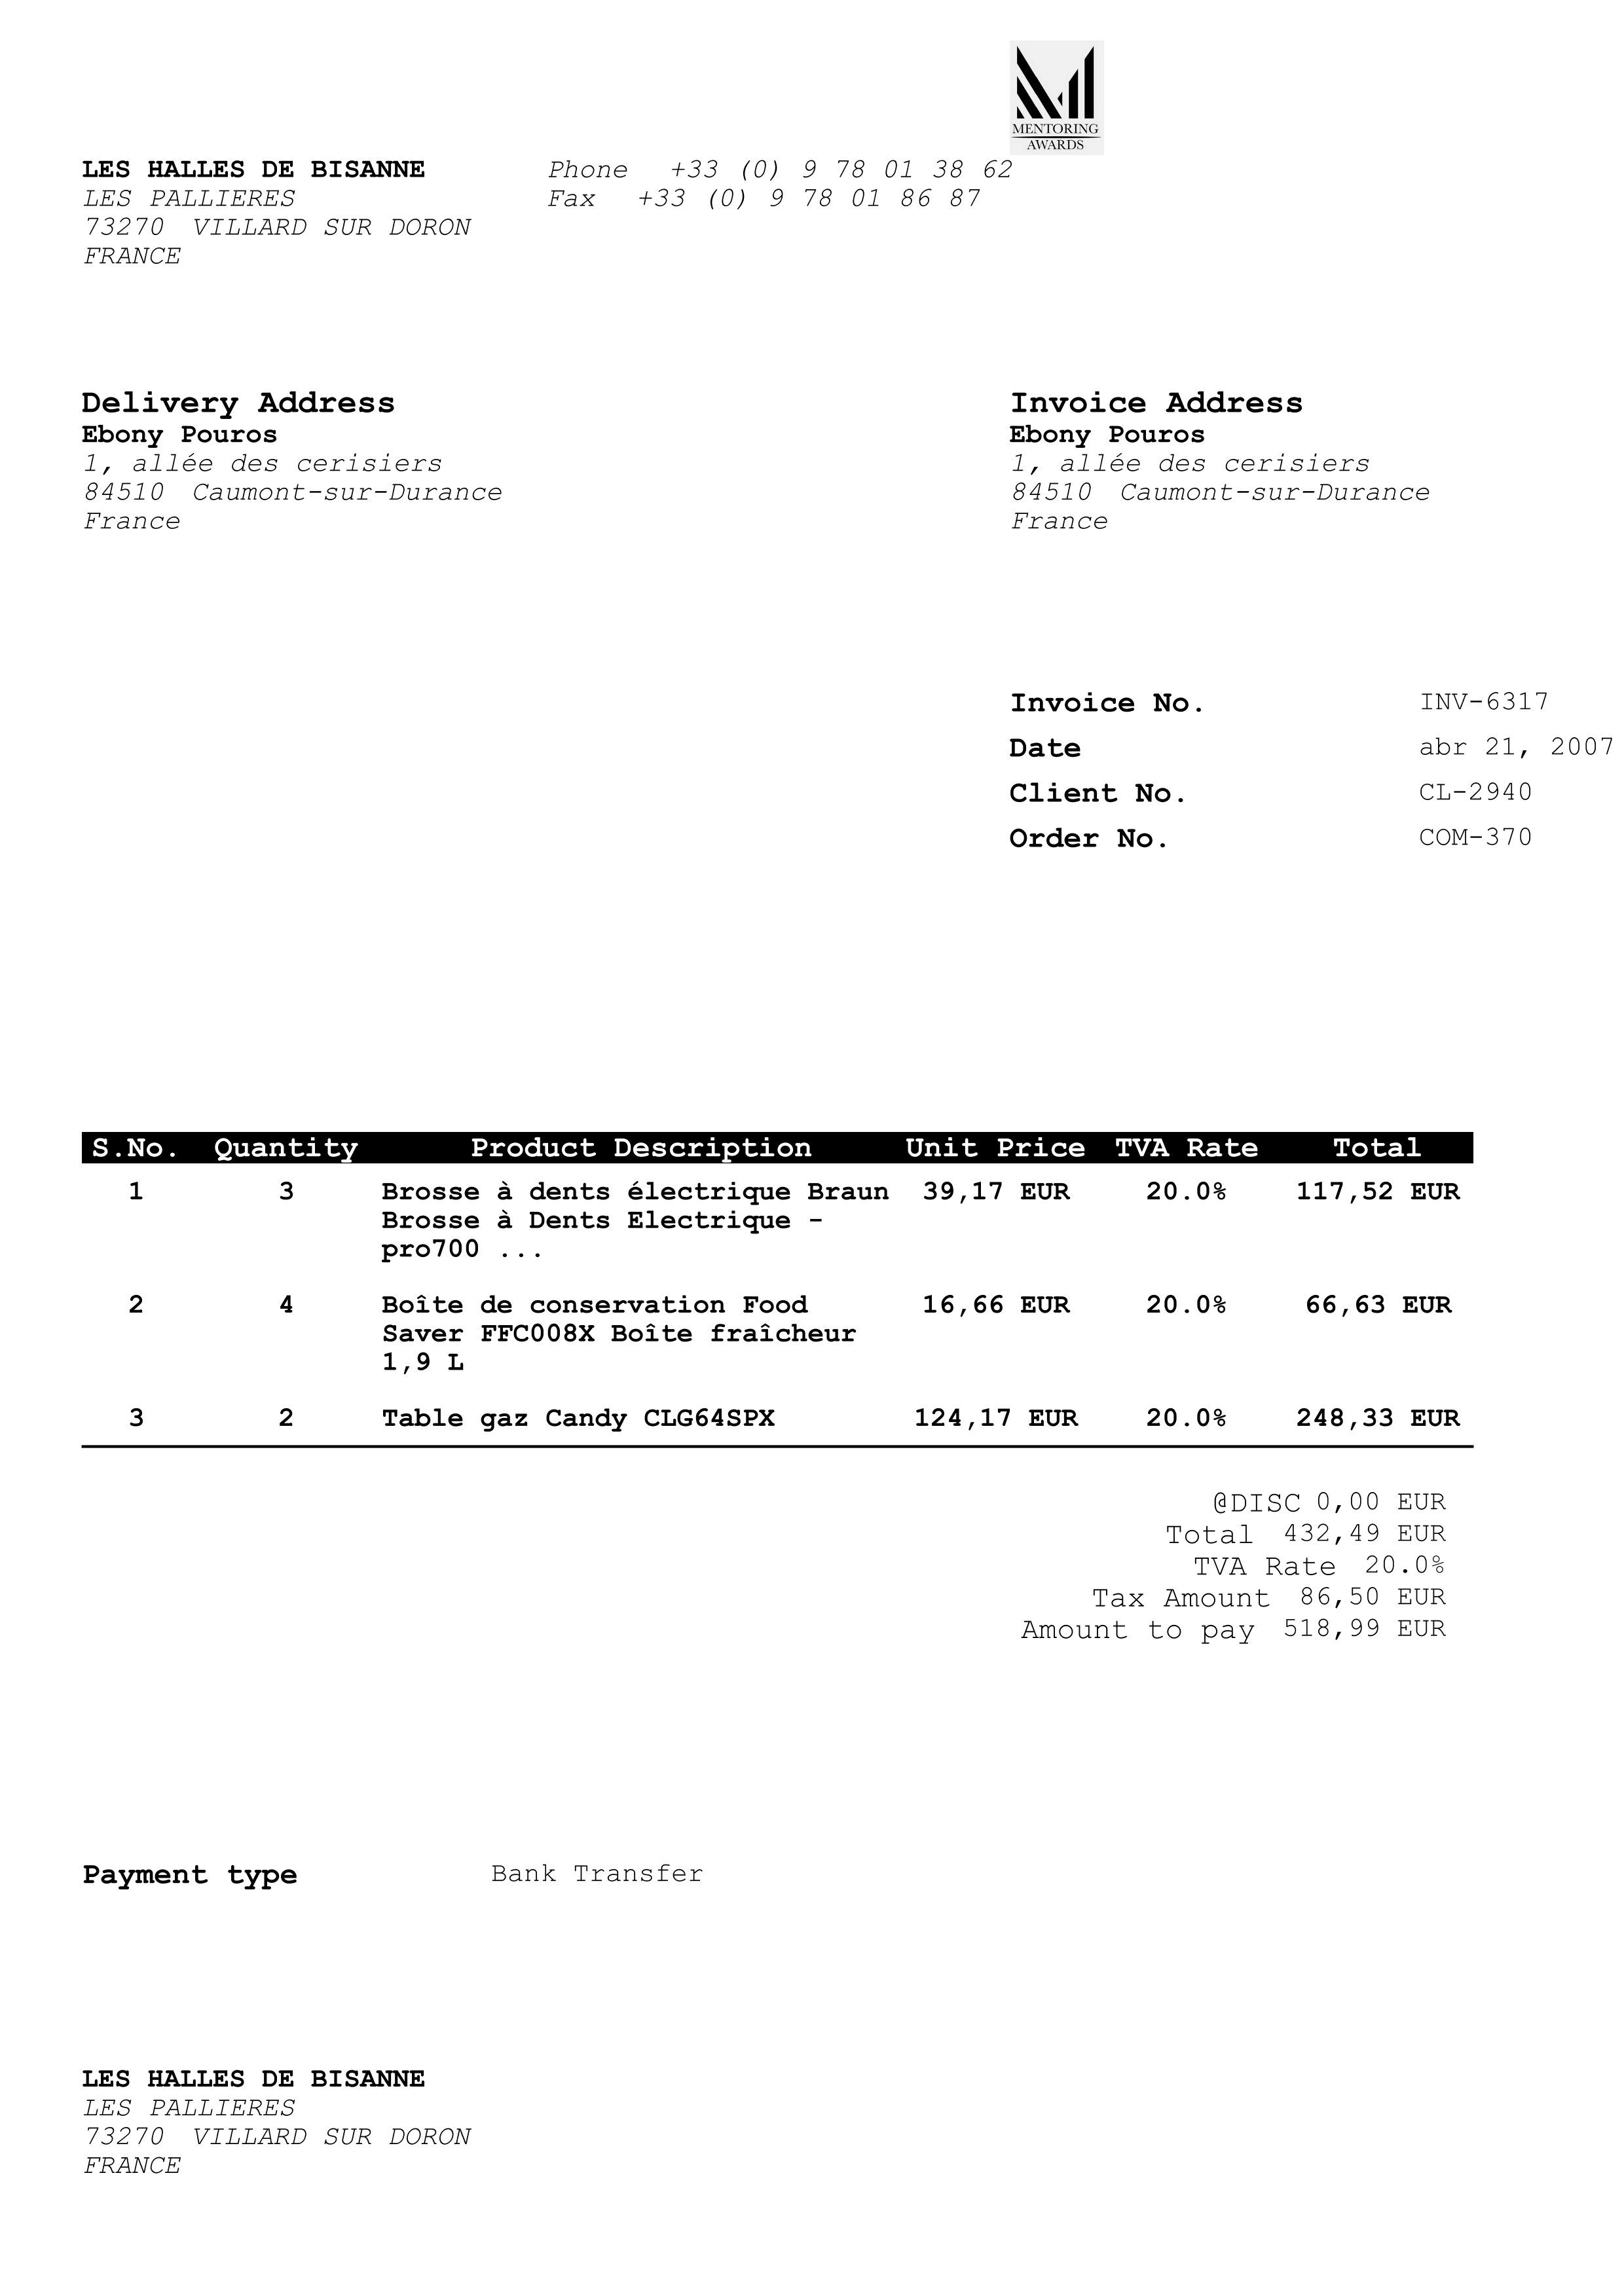 MENTORING
AWARDS
LES HALLES DE BISANNE
LES PALLIERES
73270 VILLARD SUR DORON
FRANCE
Phone +33 (0) 9 78 01 38 62
Fax +33 (0) 9 78 01 86 87
Delivery Address
Ebony Pouros
1, allée des cerisiers
84510 Caumont-sur-Durance
France
Invoice Address
Ebony Pouros
1, allée des cerisiers
84510 Caumont-sur-Durance
France
Invoice No. INV-6317
Date abr 21, 2007
Client No. CL-2940
Order No. COM-370
S.No. Quantity Product Description Unit Price TVA Rate Total
1 3 Brosse à dents électrique Braun 39,17 EUR 20.0% 117,52 EUR
Brosse à Dents Electrique -
pro700 ...
2 4 Boîte de conservation Food 16,66 EUR 20.0% 66,63 EUR
Saver FFC008X Boîte fraîcheur
1,9 L
3 2 Table gaz Candy CLG64SPX 124,17 EUR 20.0% 248,33 EUR
@DISC 0,00 EUR
Total 432,49 EUR
TVA Rate 20.0%
Tax Amount 86,50 EUR
Amount to pay 518,99 EUR
Payment type Bank Transfer
LES HALLES DE BISANNE
LES PALLIERES
73270 VILLARD SUR DORON
FRANCE